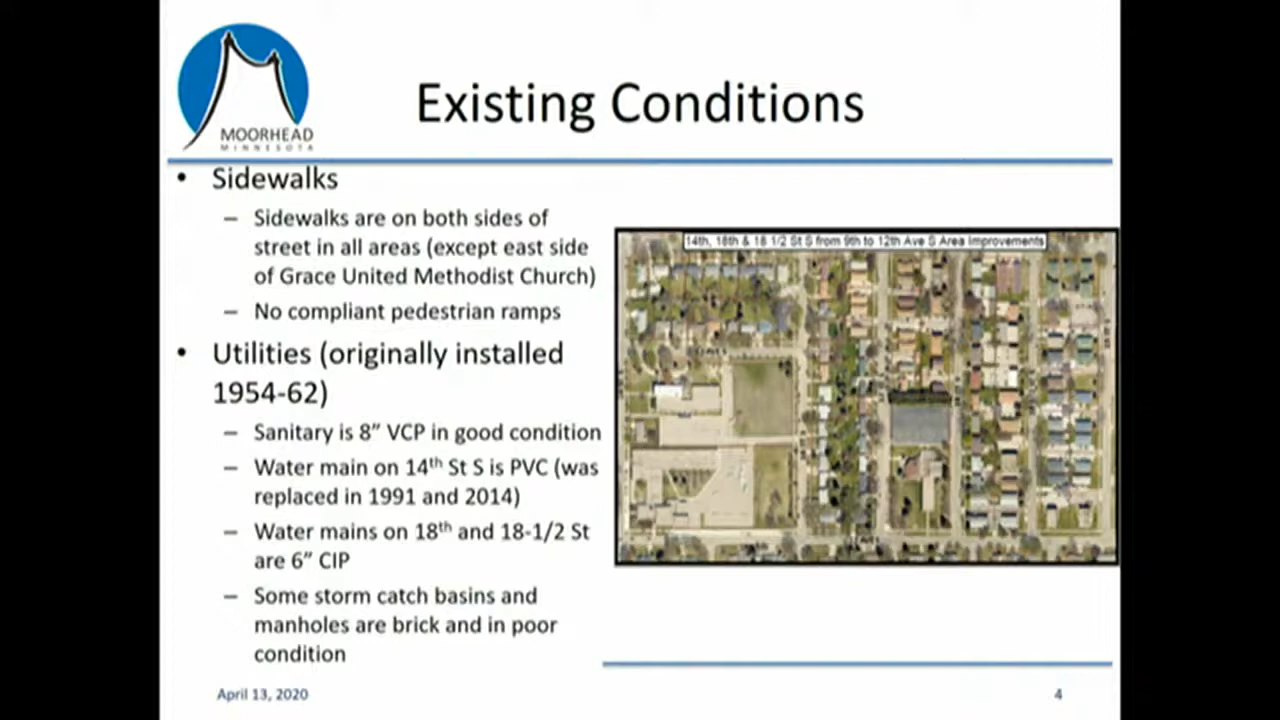 MOORHEAD
MINNESOTA
Existing Conditions
• Sidewalks
– Sidewalks are on both sides of
street in all areas (except east side
of Grace United Methodist Church)
– No compliant pedestrian ramps
• Utilities (originally installed
1954-62)
– Sanitary is 8” VCP in good condition
– Water main on 14th St S is PVC (was
replaced in 1991 and 2014)
– Water mains on 18th and 18-1/2 St
are 6” CIP
– Some storm catch basins and
manholes are brick and in poor
condition
14th, 18th & 18 1/2 St S from 9th to 12th Ave S Area Improvements
April 13, 2020
4